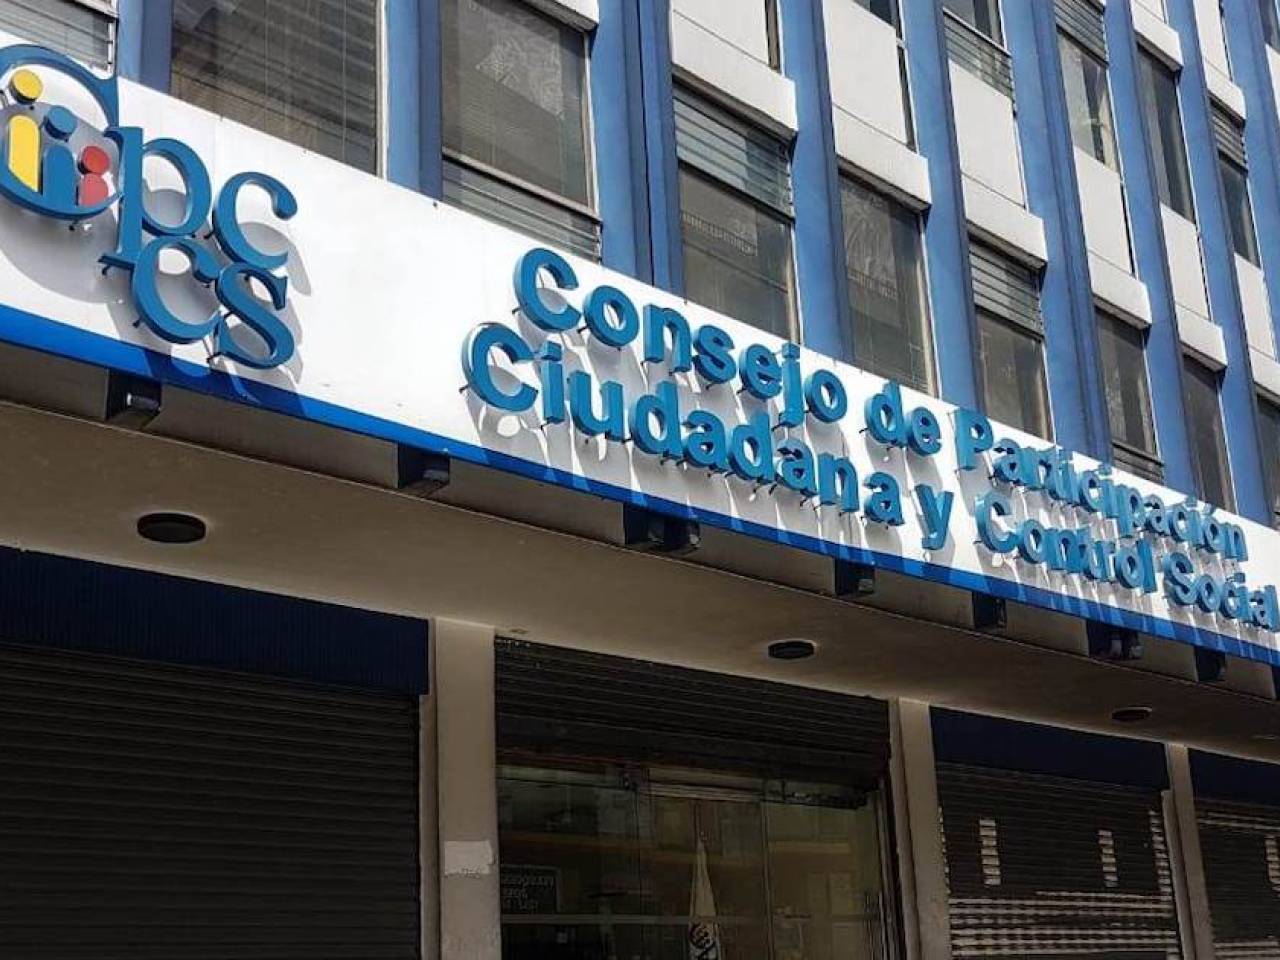 cpc
cs
Consejo de Participación
Ciudadana y Control Social